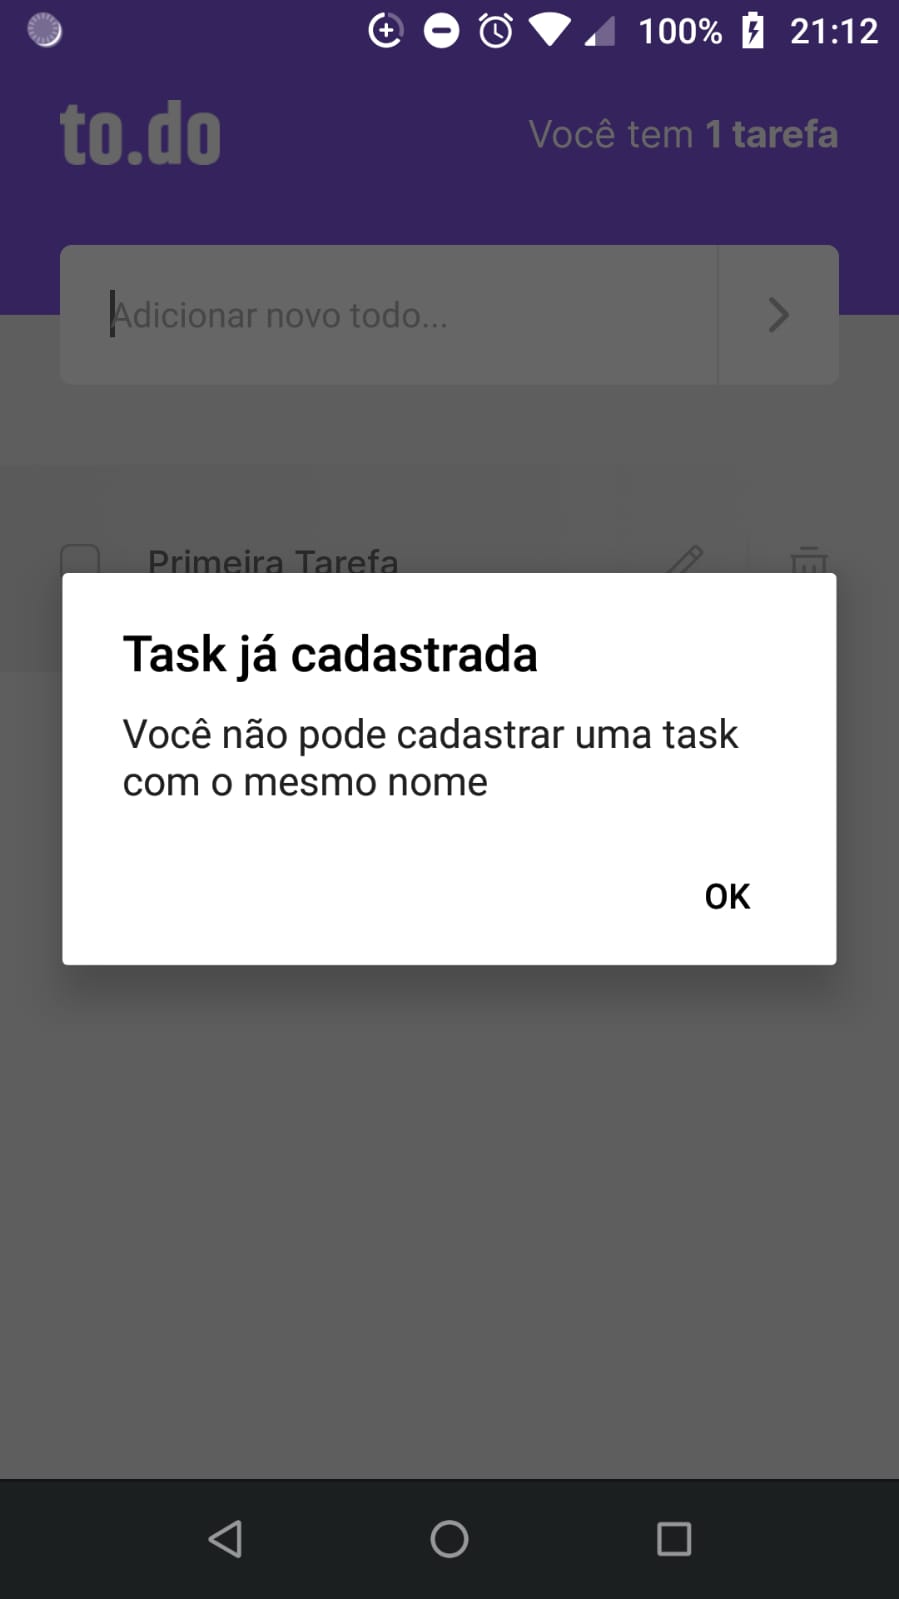 100% 21:12
to.do
Você tem 1 tarefa
Adicionar novo todo...
Primeira Tarefa
Task já cadastrada
Você não pode cadastrar uma task
com o mesmo nome
OK